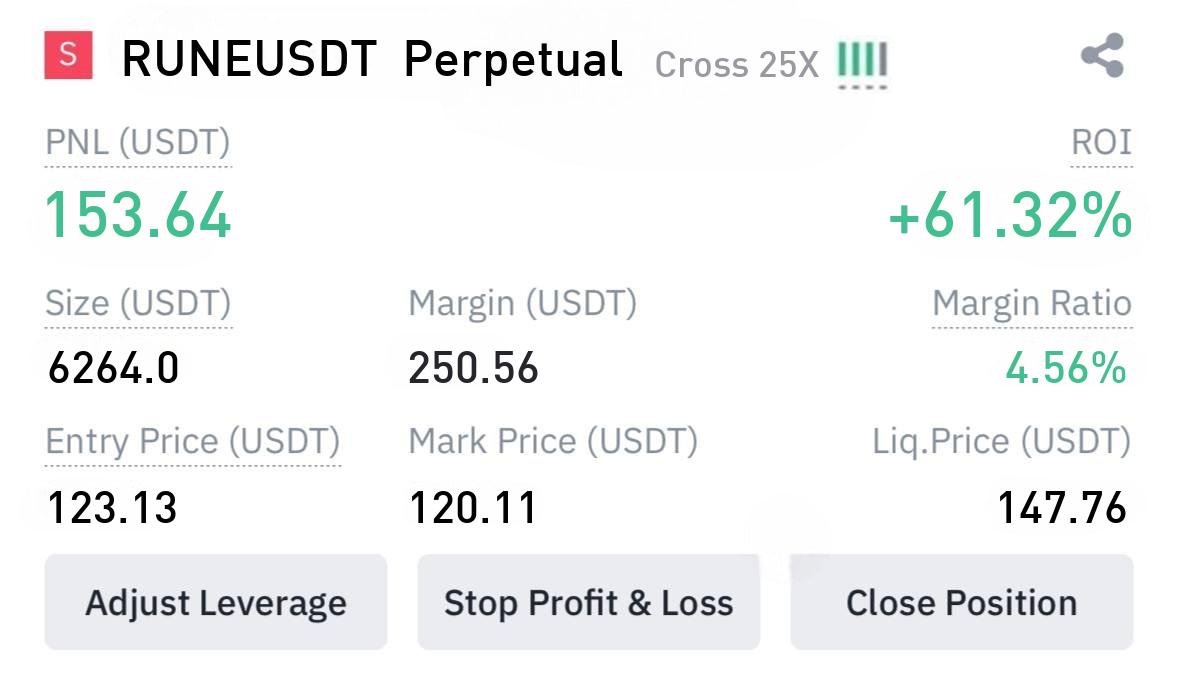 S RUNEUSDT Perpetual Cross 25X
PNL (USDT) ROI
153.64 +61.32%
Size (USDT) Margin (USDT) Margin Ratio
6264.0 250.56 4.56%
Entry Price (USDT) Mark Price (USDT) Liq.Price (USDT)
123.13 120.11 147.76
Adjust Leverage Stop Profit & Loss Close Position